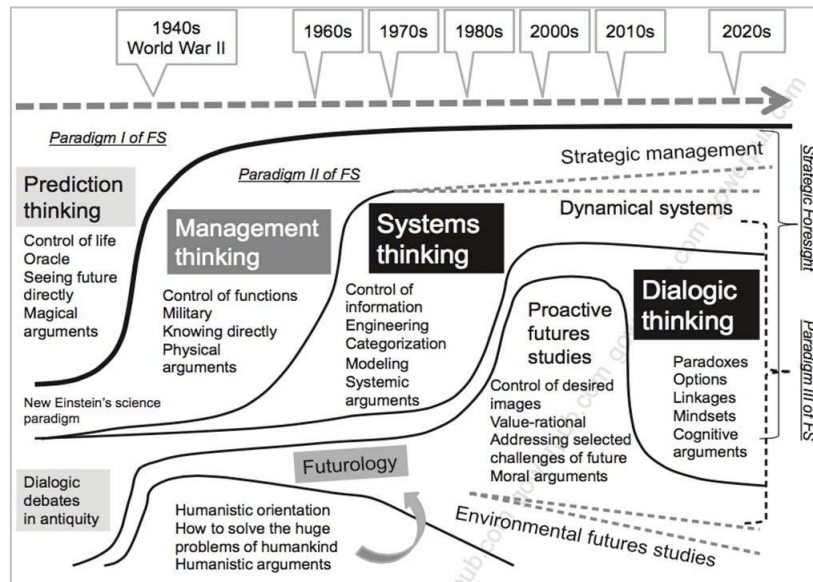 1940s
World War II
1960s
1970s
1980s
2000s
2010s
2020s
Paradigm I of FS
Paradigm II of FS
Prediction
thinking
Control of life
Oracle
Seeing future
directly
Magical
arguments
Management
thinking
Control of functions
Military
Knowing directly
Physical
arguments
Systems
thinking
Control of
information
Engineering
Categorization
Modeling
Systemic
arguments
Strategic management
Dynamical systems
Strategic Foresight
Proactive
futures
studies
Control of desired
images
Value-rational
Addressing selected
challenges of future
Moral arguments
Dialogic
thinking
Paradoxes
Options
Linkages
Mindsets
Cognitive
arguments
Paradigm III of FS
New Einstein's science
paradigm
Dialogic
debates
in antiquity
Futurology
Humanistic orientation
How to solve the huge
problems of humankind
Humanistic arguments
Environmental futures studies